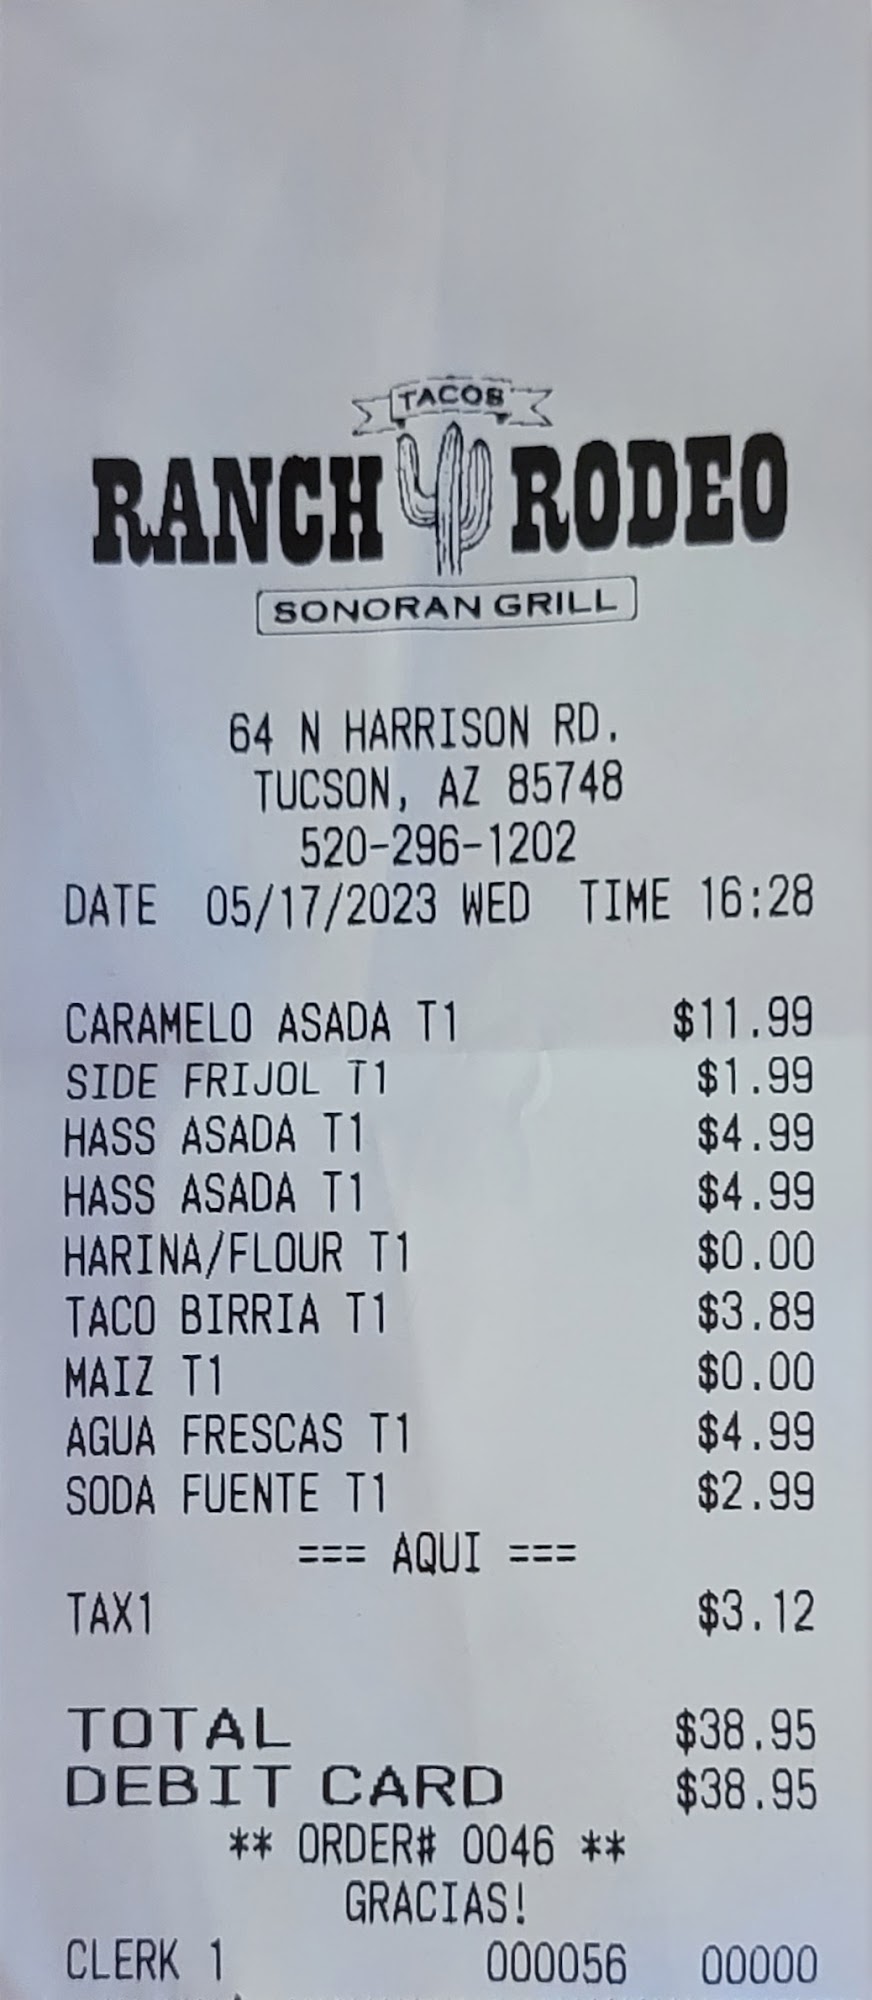 TACOS
RANCH RODEO
SONORAN GRILL
64 N HARRISON RD.
TUCSON, AZ 85748
520-296-1202
DATE 05/17/2023 WED TIME 16:28
CARAMELO ASADA T1 $11.99
SIDE FRIJOL T1 $1.99
HASS ASADA T1 $4.99
HASS ASADA T1 $4.99
HARINA/FLOUR T1 $0.00
TACO BIRRIA T1 $3.89
MAIZ T1 $0.00
AGUA FRESCAS T1 $4.99
SODA FUENTE T1 $2.99
=== AQUI ===
TAX1 $3.12
TOTAL $38.95
DEBIT CARD $38.95
** ORDER# 0046 **
GRACIAS!
CLERK 1 000056 00000